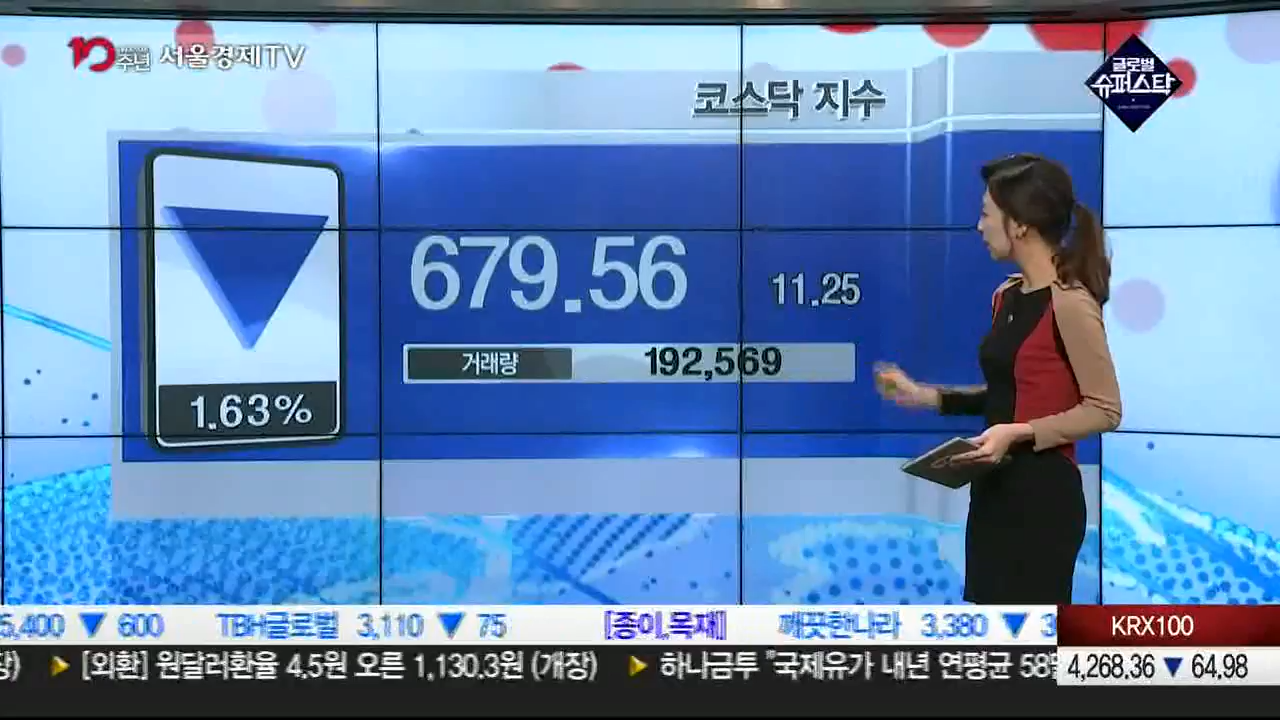 10주년 서울경제TV
글로벌
슈퍼스탁
코스닥 지수
679.56
11.25
거래량
192,569
1.63%
5,400 ▼ 600 TBH글로벌 3,110 ▼ 75 [종이,목재] 깨끗한나라 3,380 ▼ 3
KRX100
▶ [외환] 원달러환율 4.5원 오른 1,130.3원 (개장) ▶ 하나금투 "국제유가 내년 연평균 58
4,268.36 ▼ 64.98